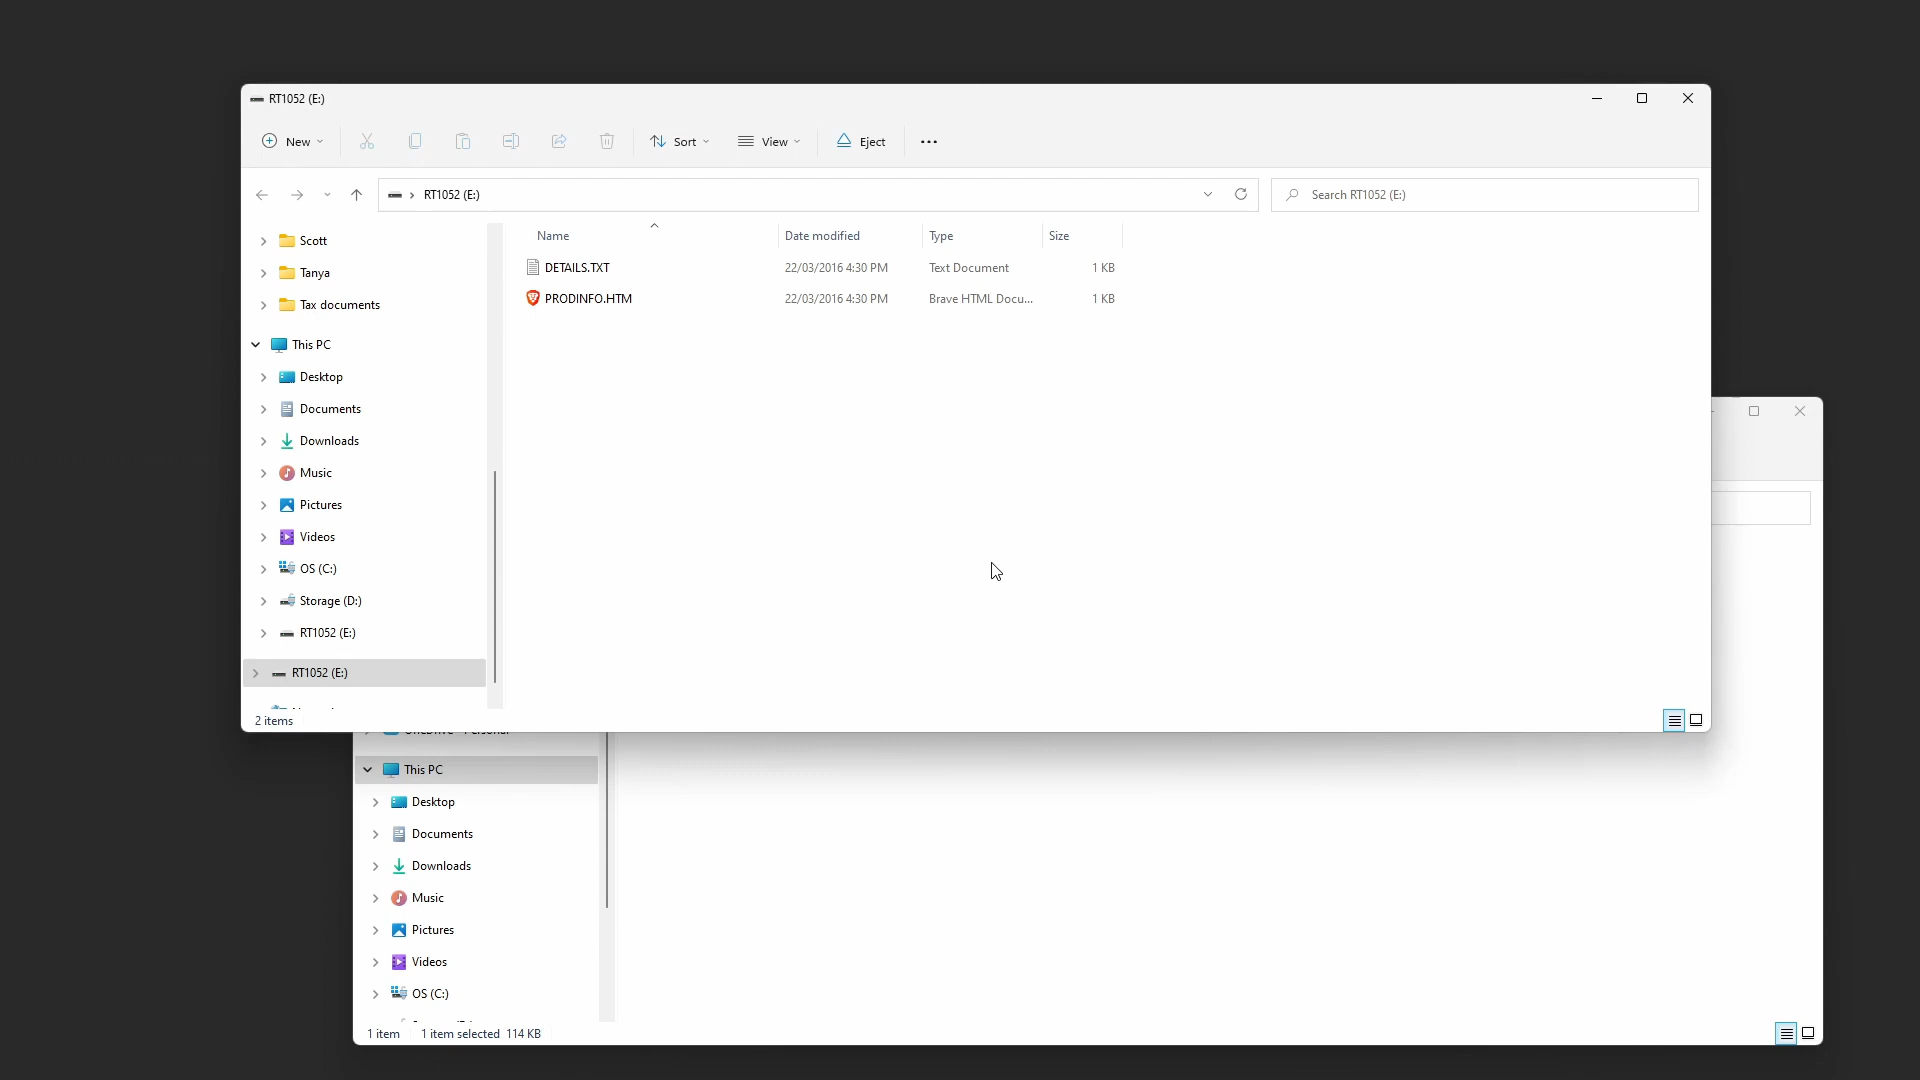 RT1052 (E:)
New
Sort
View
Eject
RT1052 (E:)
Search RT1052 (E:)
Name
Date modified
Type
Size
DETAILS.TXT
22/03/2016 4:30 PM
Text Document
1 KB
PRODINFO.HTM
22/03/2016 4:30 PM
Brave HTML Docu...
1 KB
Scott
Tanya
Tax documents
This PC
Desktop
Documents
Downloads
Music
Pictures
Videos
OS (C:)
Storage (D:)
RT1052 (E:)
RT1052 (E:)
2 items
This PC
Desktop
Documents
Downloads
Music
Pictures
Videos
OS (C:)
1 item
1 item selected 114 KB